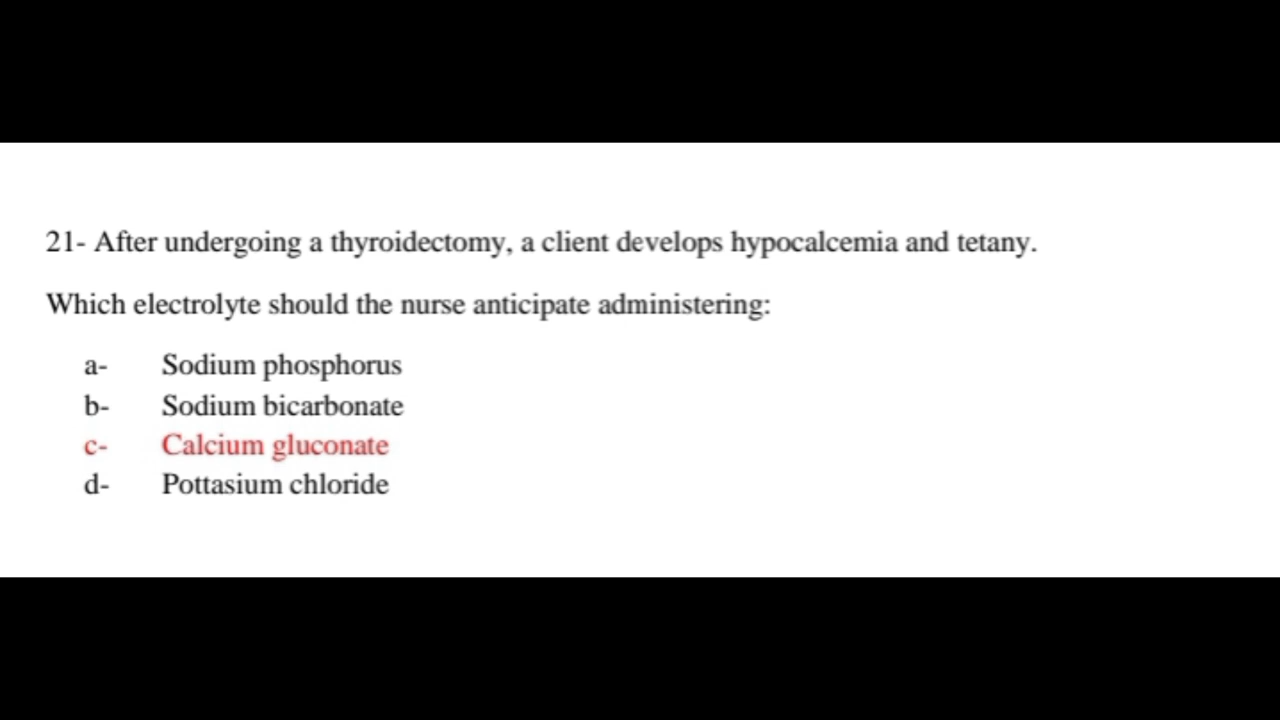 21- After undergoing a thyroidectomy, a client develops hypocalcemia and tetany.
Which electrolyte should the nurse anticipate administering:
a- Sodium phosphorus
b- Sodium bicarbonate
c- Calcium gluconate
d- Pottasium chloride